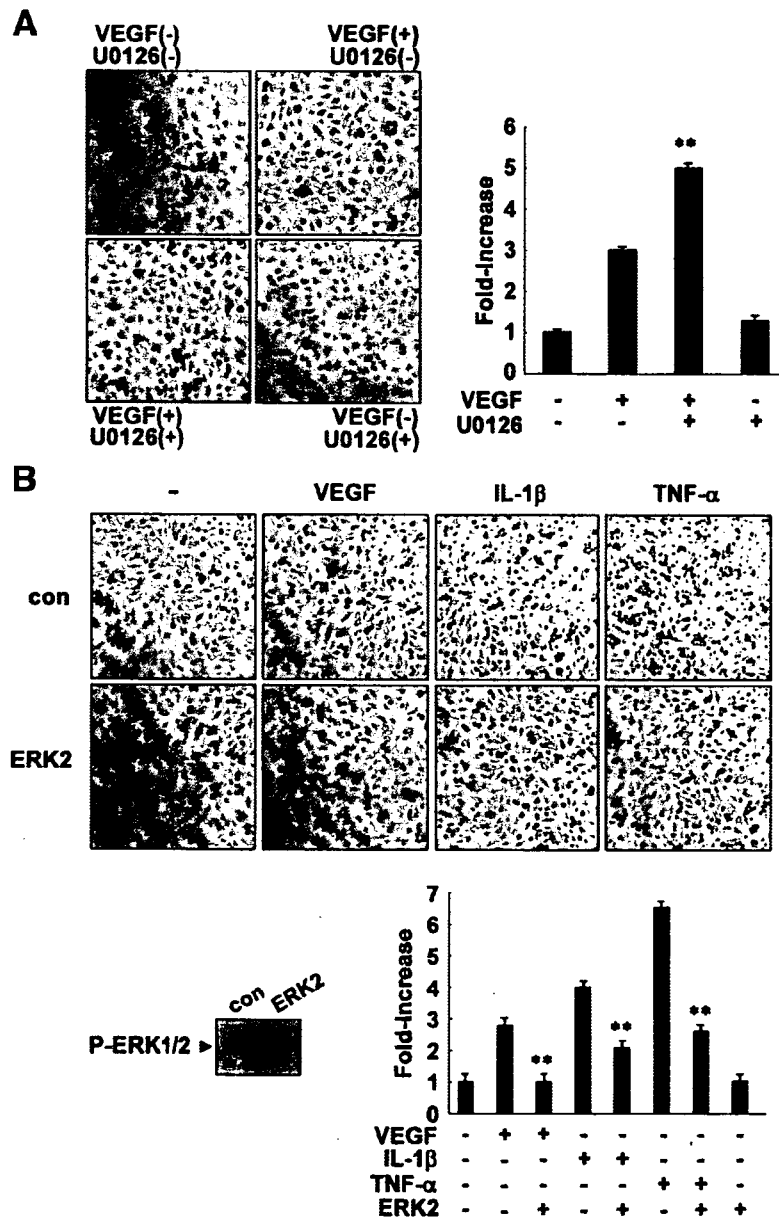 A
VEGF(-)
U0126(-)
VEGF(+)
U0126(-)
VEGF(+)
U0126(+)
VEGF(-)
U0126(+)
Fold-Increase
6
5
4
3
2
1
0
**
VEGF - + + -
U0126 - - + +
B
- VEGF IL-1β TNF-α
con
ERK2
con ERK2
P-ERK1/2
Fold-Increase
7
6
5
4
3
2
1
0
** ** **
VEGF - + + - - - - -
IL-1β - - - + + - - -
TNF-α - - - - - + + -
ERK2 - - + - + - + +